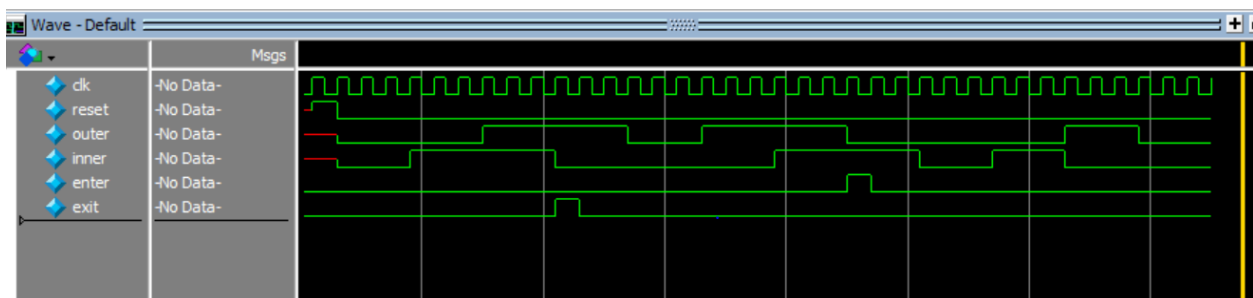 Wave - Default
Msgs
clk -No Data-
reset -No Data-
outer -No Data-
inner -No Data-
enter -No Data-
exit -No Data-